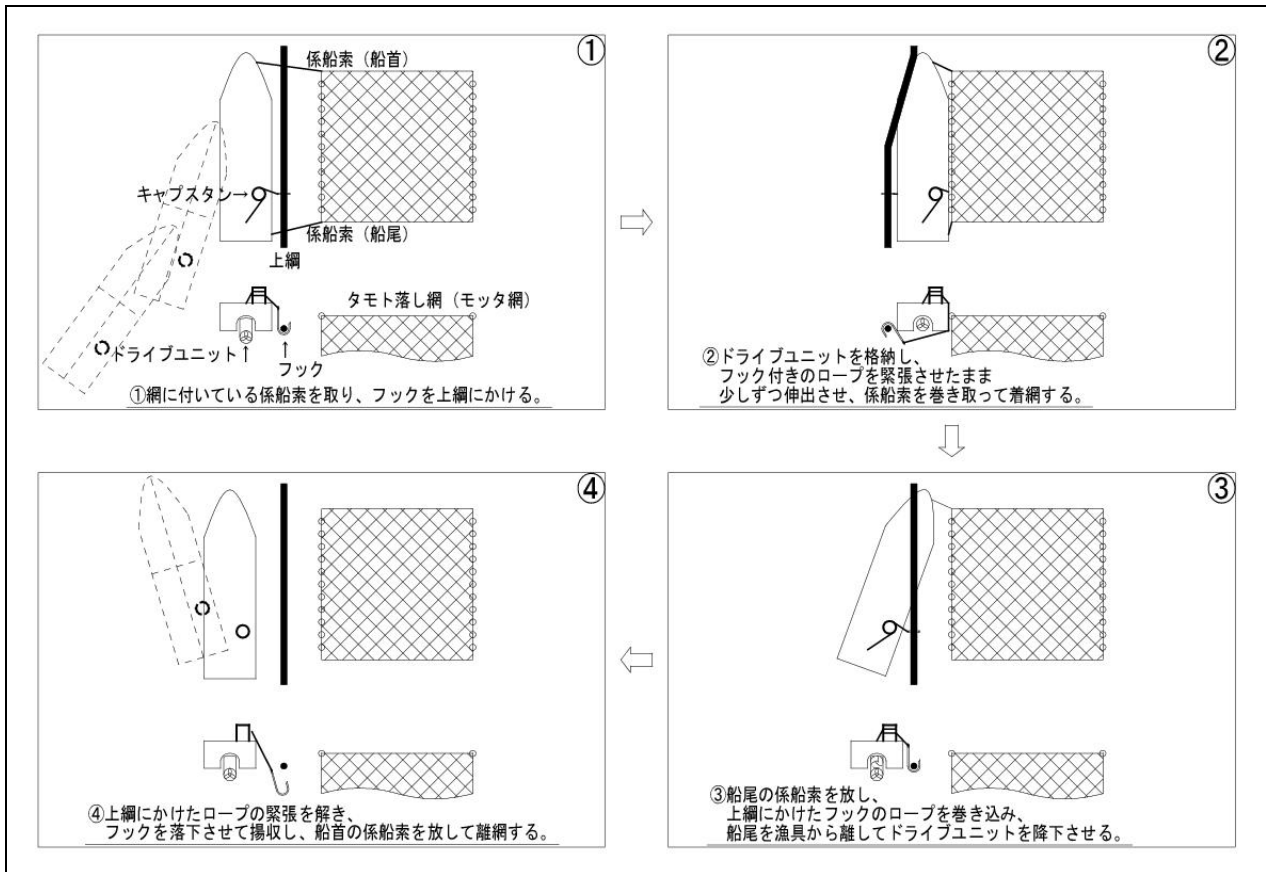 ①
係船索（船首）
キャプスタン→
係船索（船尾）
上綱
タモト落し網（モッタ網）
ドライブユニット
フック
①網に付いている係船索を取り、フックを上綱にかける。
②
②ドライブユニットを格納し、
フック付きのロープを緊張させたまま
少しずつ伸出させ、係船索を巻き取って着網する。
③
③船尾の係船索を放し、
上綱にかけたフックのロープを巻き込み、
船尾を漁具から離してドライブユニットを降下させる。
④
④上綱にかけたロープの緊張を解き、
フックを落下させて揚収し、船首の係船索を放して離網する。